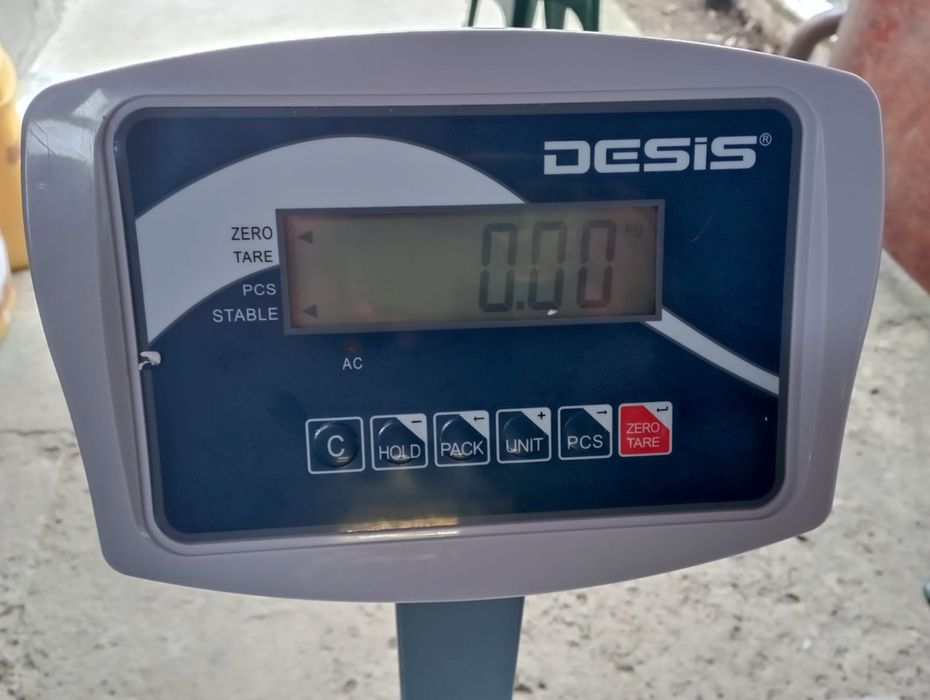 DESiS®
ZERO
TARE
PCS
STABLE
0.00 kg
AC
C
HOLD
PACK
UNIT
PCS
ZERO
TARE